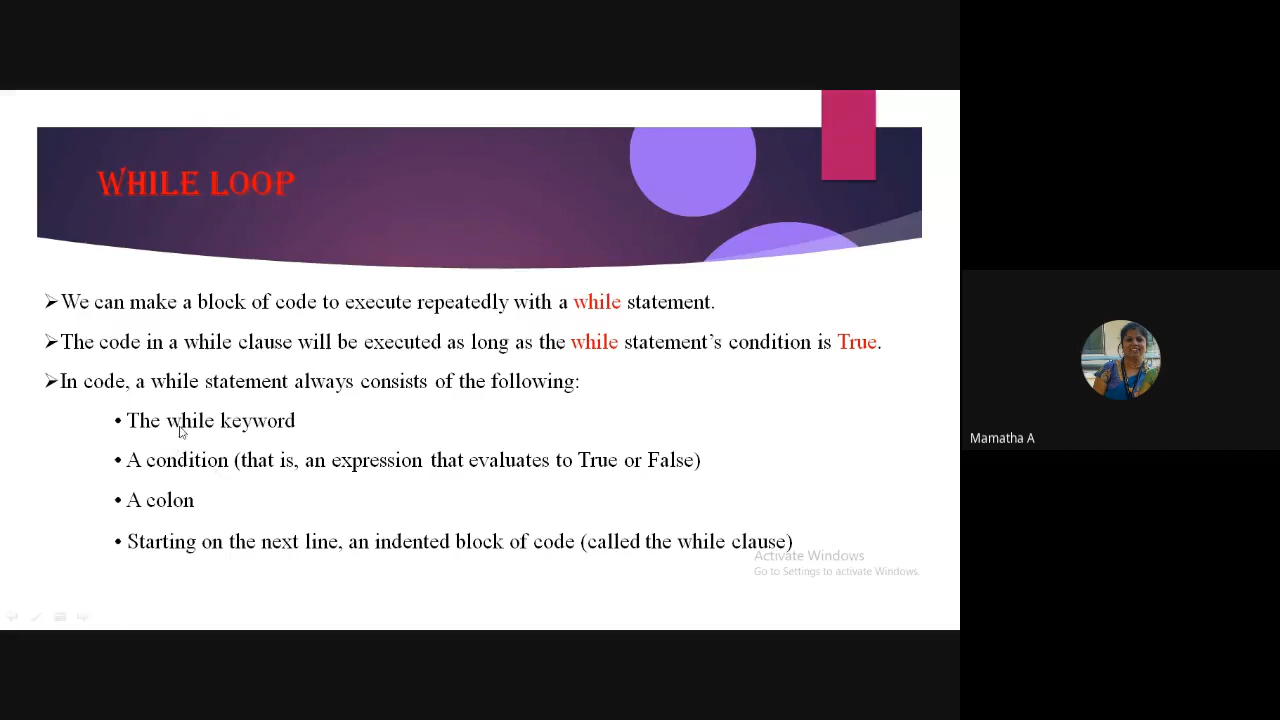 WHILE LOOP
➢We can make a block of code to execute repeatedly with a while statement.
➢The code in a while clause will be executed as long as the while statement’s condition is True.
➢In code, a while statement always consists of the following:
• The while keyword
• A condition (that is, an expression that evaluates to True or False)
• A colon
• Starting on the next line, an indented block of code (called the while clause)
Activate Windows
Go to Settings to activate Windows.
Mamatha A